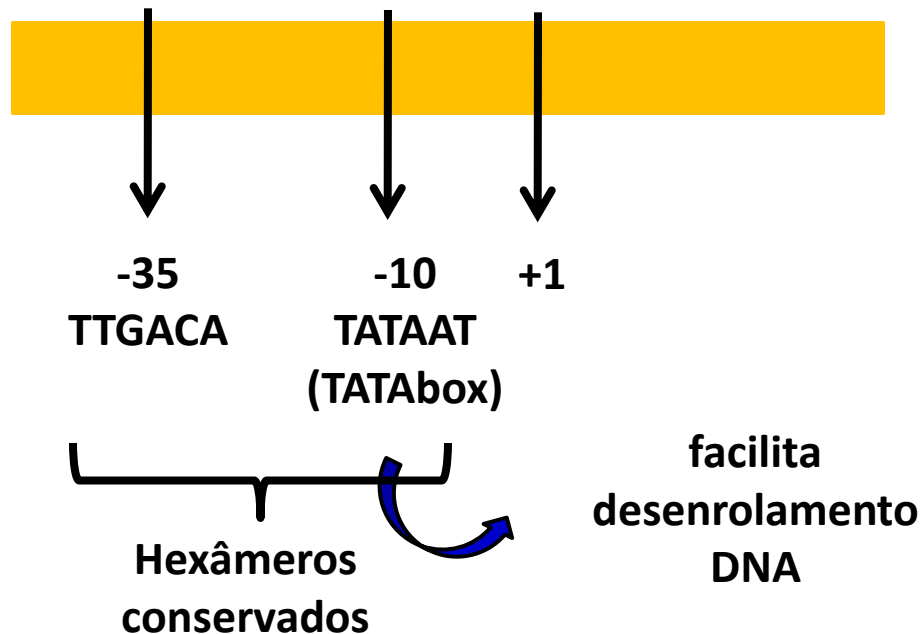 -35
TTGACA
-10
TATAAT
(TATAbox)
+1
Hexâmeros
conservados
facilita
desenrolamento
DNA